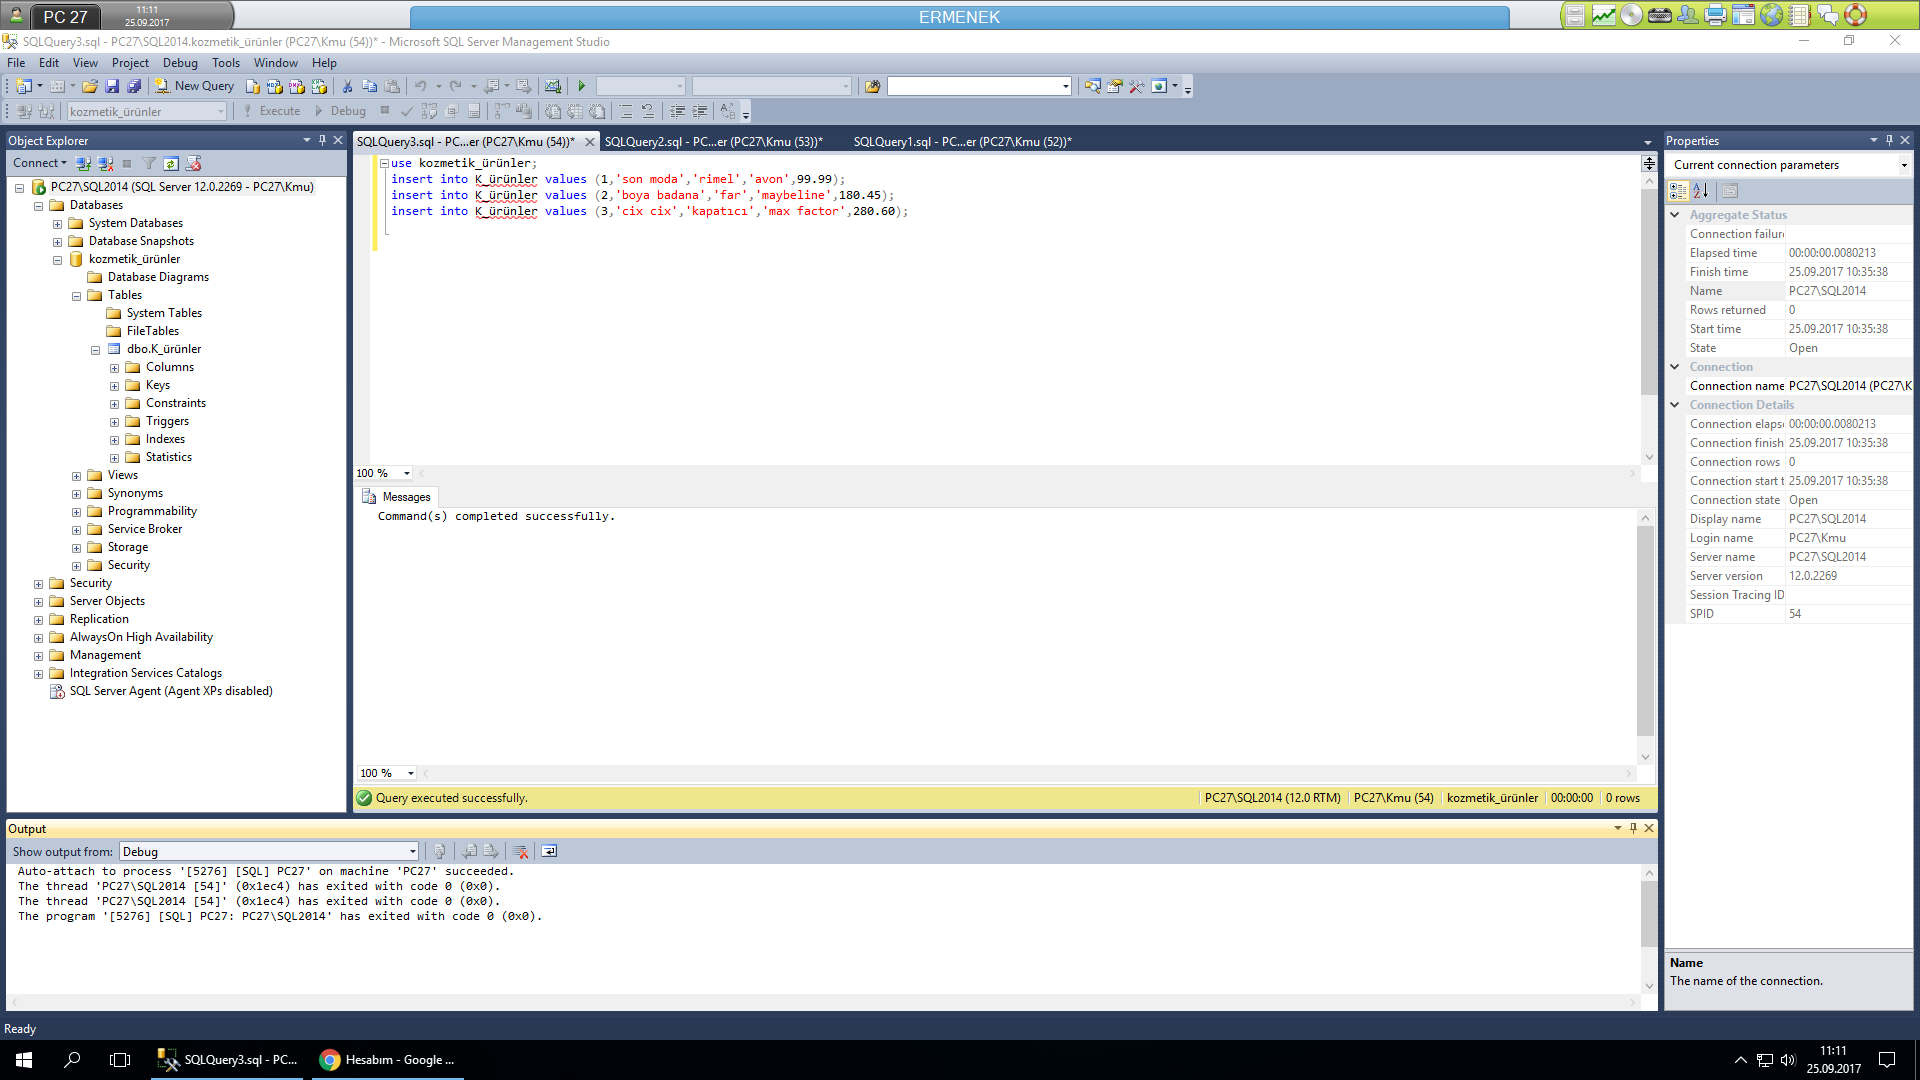 PC 27
11:11
25.09.2017
ERMENEK
SQLQuery3.sql - PC27\SQL2014.kozmetik_ürünler (PC27\Kmu (54))* - Microsoft SQL Server Management Studio
File Edit View Project Debug Tools Window Help
New Query
kozmetik_ürünler
Execute
Debug
Object Explorer
Connect
PC27\SQL2014 (SQL Server 12.0.2269 - PC27\Kmu)
Databases
System Databases
Database Snapshots
kozmetik_ürünler
Database Diagrams
Tables
System Tables
FileTables
dbo.K_ürünler
Columns
Keys
Constraints
Triggers
Indexes
Statistics
Views
Synonyms
Programmability
Service Broker
Storage
Security
Security
Server Objects
Replication
AlwaysOn High Availability
Management
Integration Services Catalogs
SQL Server Agent (Agent XPs disabled)
SQLQuery3.sql - PC...er (PC27\Kmu (54))*
SQLQuery2.sql - PC...er (PC27\Kmu (53))*
SQLQuery1.sql - PC...er (PC27\Kmu (52))*
use kozmetik_ürünler;
insert into K_ürünler values (1,'son moda','rimel','avon',99.99);
insert into K_ürünler values (2,'boya badana','far','maybeline',180.45);
insert into K_ürünler values (3,'cix cix','kapatıcı','max factor',280.60);
100 %
Messages
Command(s) completed successfully.
100 %
Query executed successfully.
PC27\SQL2014 (12.0 RTM)
PC27\Kmu (54)
kozmetik_ürünler
00:00:00
0 rows
Properties
Current connection parameters
Aggregate Status
Connection failure
Elapsed time 00:00:00.0080213
Finish time 25.09.2017 10:35:38
Name PC27\SQL2014
Rows returned 0
Start time 25.09.2017 10:35:38
State Open
Connection
Connection name PC27\SQL2014 (PC27\K
Connection Details
Connection elaps 00:00:00.0080213
Connection finish 25.09.2017 10:35:38
Connection rows 0
Connection start t 25.09.2017 10:35:38
Connection state Open
Display name PC27\SQL2014
Login name PC27\Kmu
Server name PC27\SQL2014
Server version 12.0.2269
Session Tracing ID
SPID 54
Name
The name of the connection.
Output
Show output from: Debug
Auto-attach to process '[5276] [SQL] PC27' on machine 'PC27' succeeded.
The thread 'PC27\SQL2014 [54]' (0x1ec4) has exited with code 0 (0x0).
The thread 'PC27\SQL2014 [54]' (0x1ec4) has exited with code 0 (0x0).
The program '[5276] [SQL] PC27: PC27\SQL2014' has exited with code 0 (0x0).
Ready
SQLQuery3.sql - PC...
Hesabım - Google ...
11:11
25.09.2017